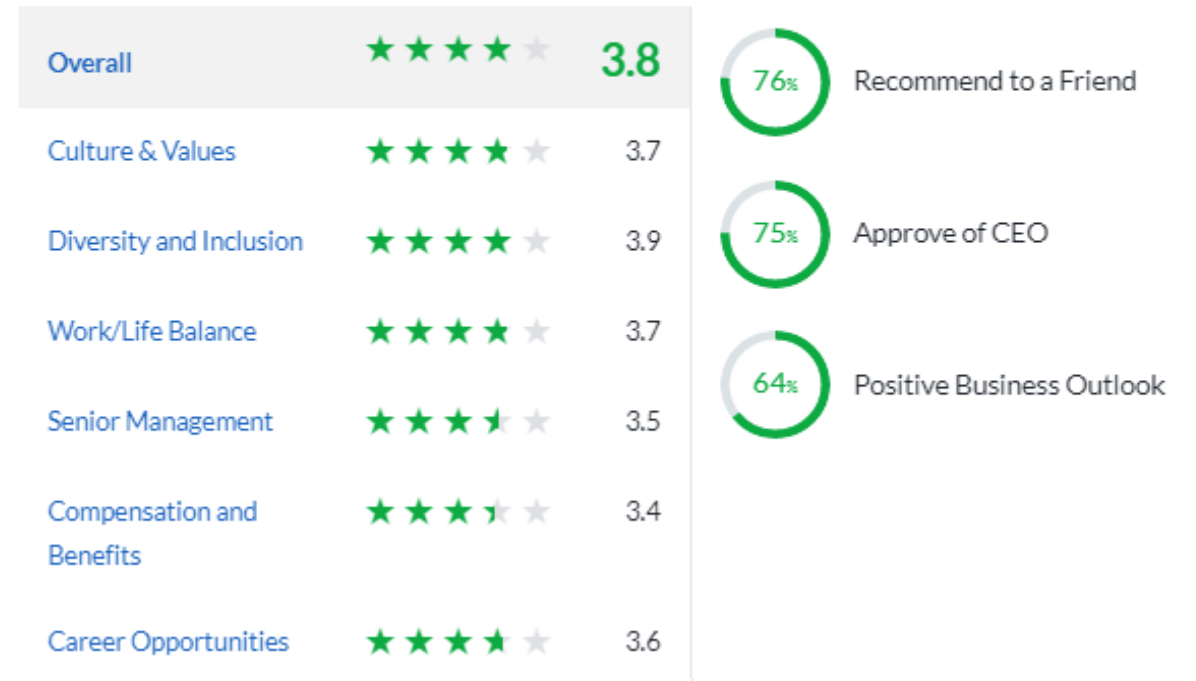 Overall 3.8
Culture & Values 3.7
Diversity and Inclusion 3.9
Work/Life Balance 3.7
Senior Management 3.5
Compensation and 3.4
Benefits
Career Opportunities 3.6
76% Recommend to a Friend
75% Approve of CEO
64% Positive Business Outlook